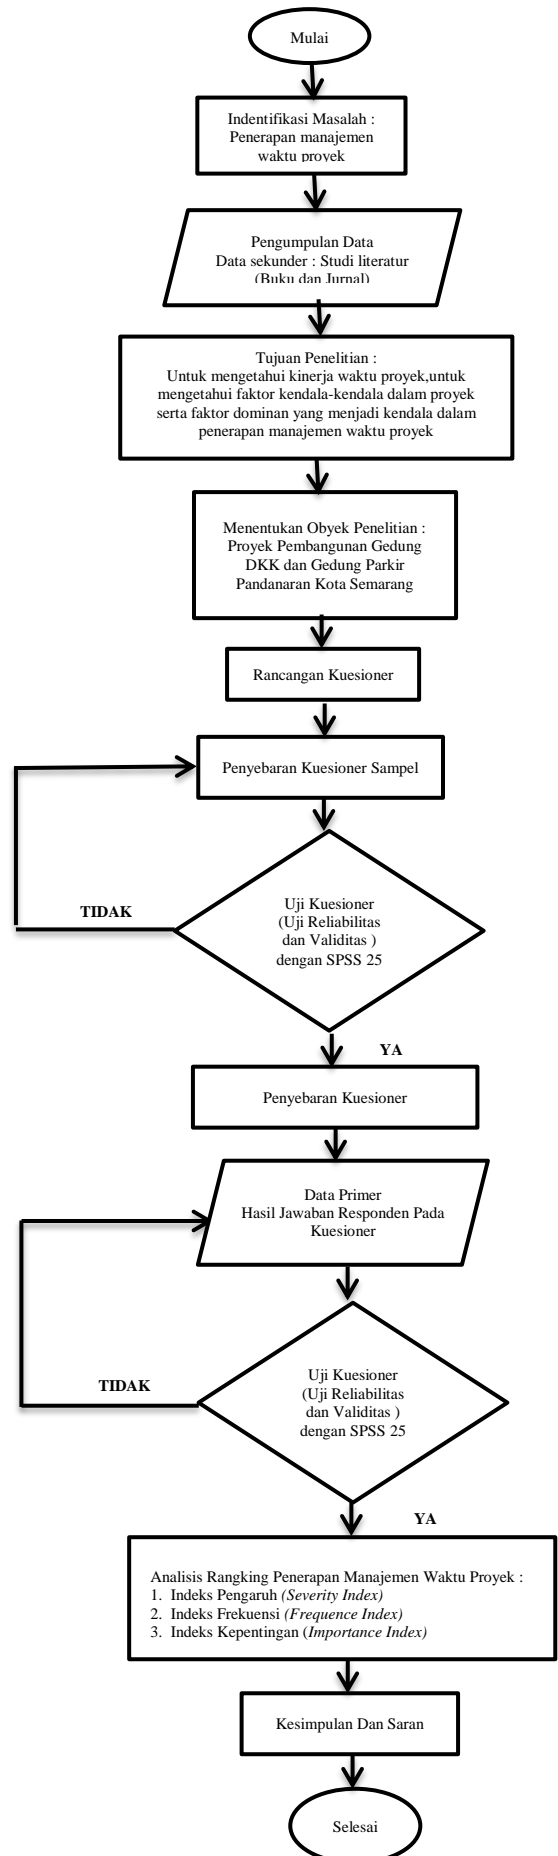 Mulai
Indentifikasi Masalah :
Penerapan manajemen
waktu proyek
Pengumpulan Data
Data sekunder : Studi literatur
(Buku dan Jurnal)
Tujuan Penelitian :
Untuk mengetahui kinerja waktu proyek,untuk
mengetahui faktor kendala-kendala dalam proyek
serta faktor dominan yang menjadi kendala dalam
penerapan manajemen waktu proyek
Menentukan Obyek Penelitian :
Proyek Pembangunan Gedung
DKK dan Gedung Parkir
Pandanaran Kota Semarang
Rancangan Kuesioner
Penyebaran Kuesioner Sampel
Uji Kuesioner
(Uji Reliabilitas
dan Validitas )
dengan SPSS 25
TIDAK
YA
Penyebaran Kuesioner
Data Primer
Hasil Jawaban Responden Pada
Kuesioner
Uji Kuesioner
(Uji Reliabilitas
dan Validitas )
dengan SPSS 25
TIDAK
YA
Analisis Rangking Penerapan Manajemen Waktu Proyek :
1. Indeks Pengaruh (Severity Index)
2. Indeks Frekuensi (Frequence Index)
3. Indeks Kepentingan (Importance Index)
Kesimpulan Dan Saran
Selesai